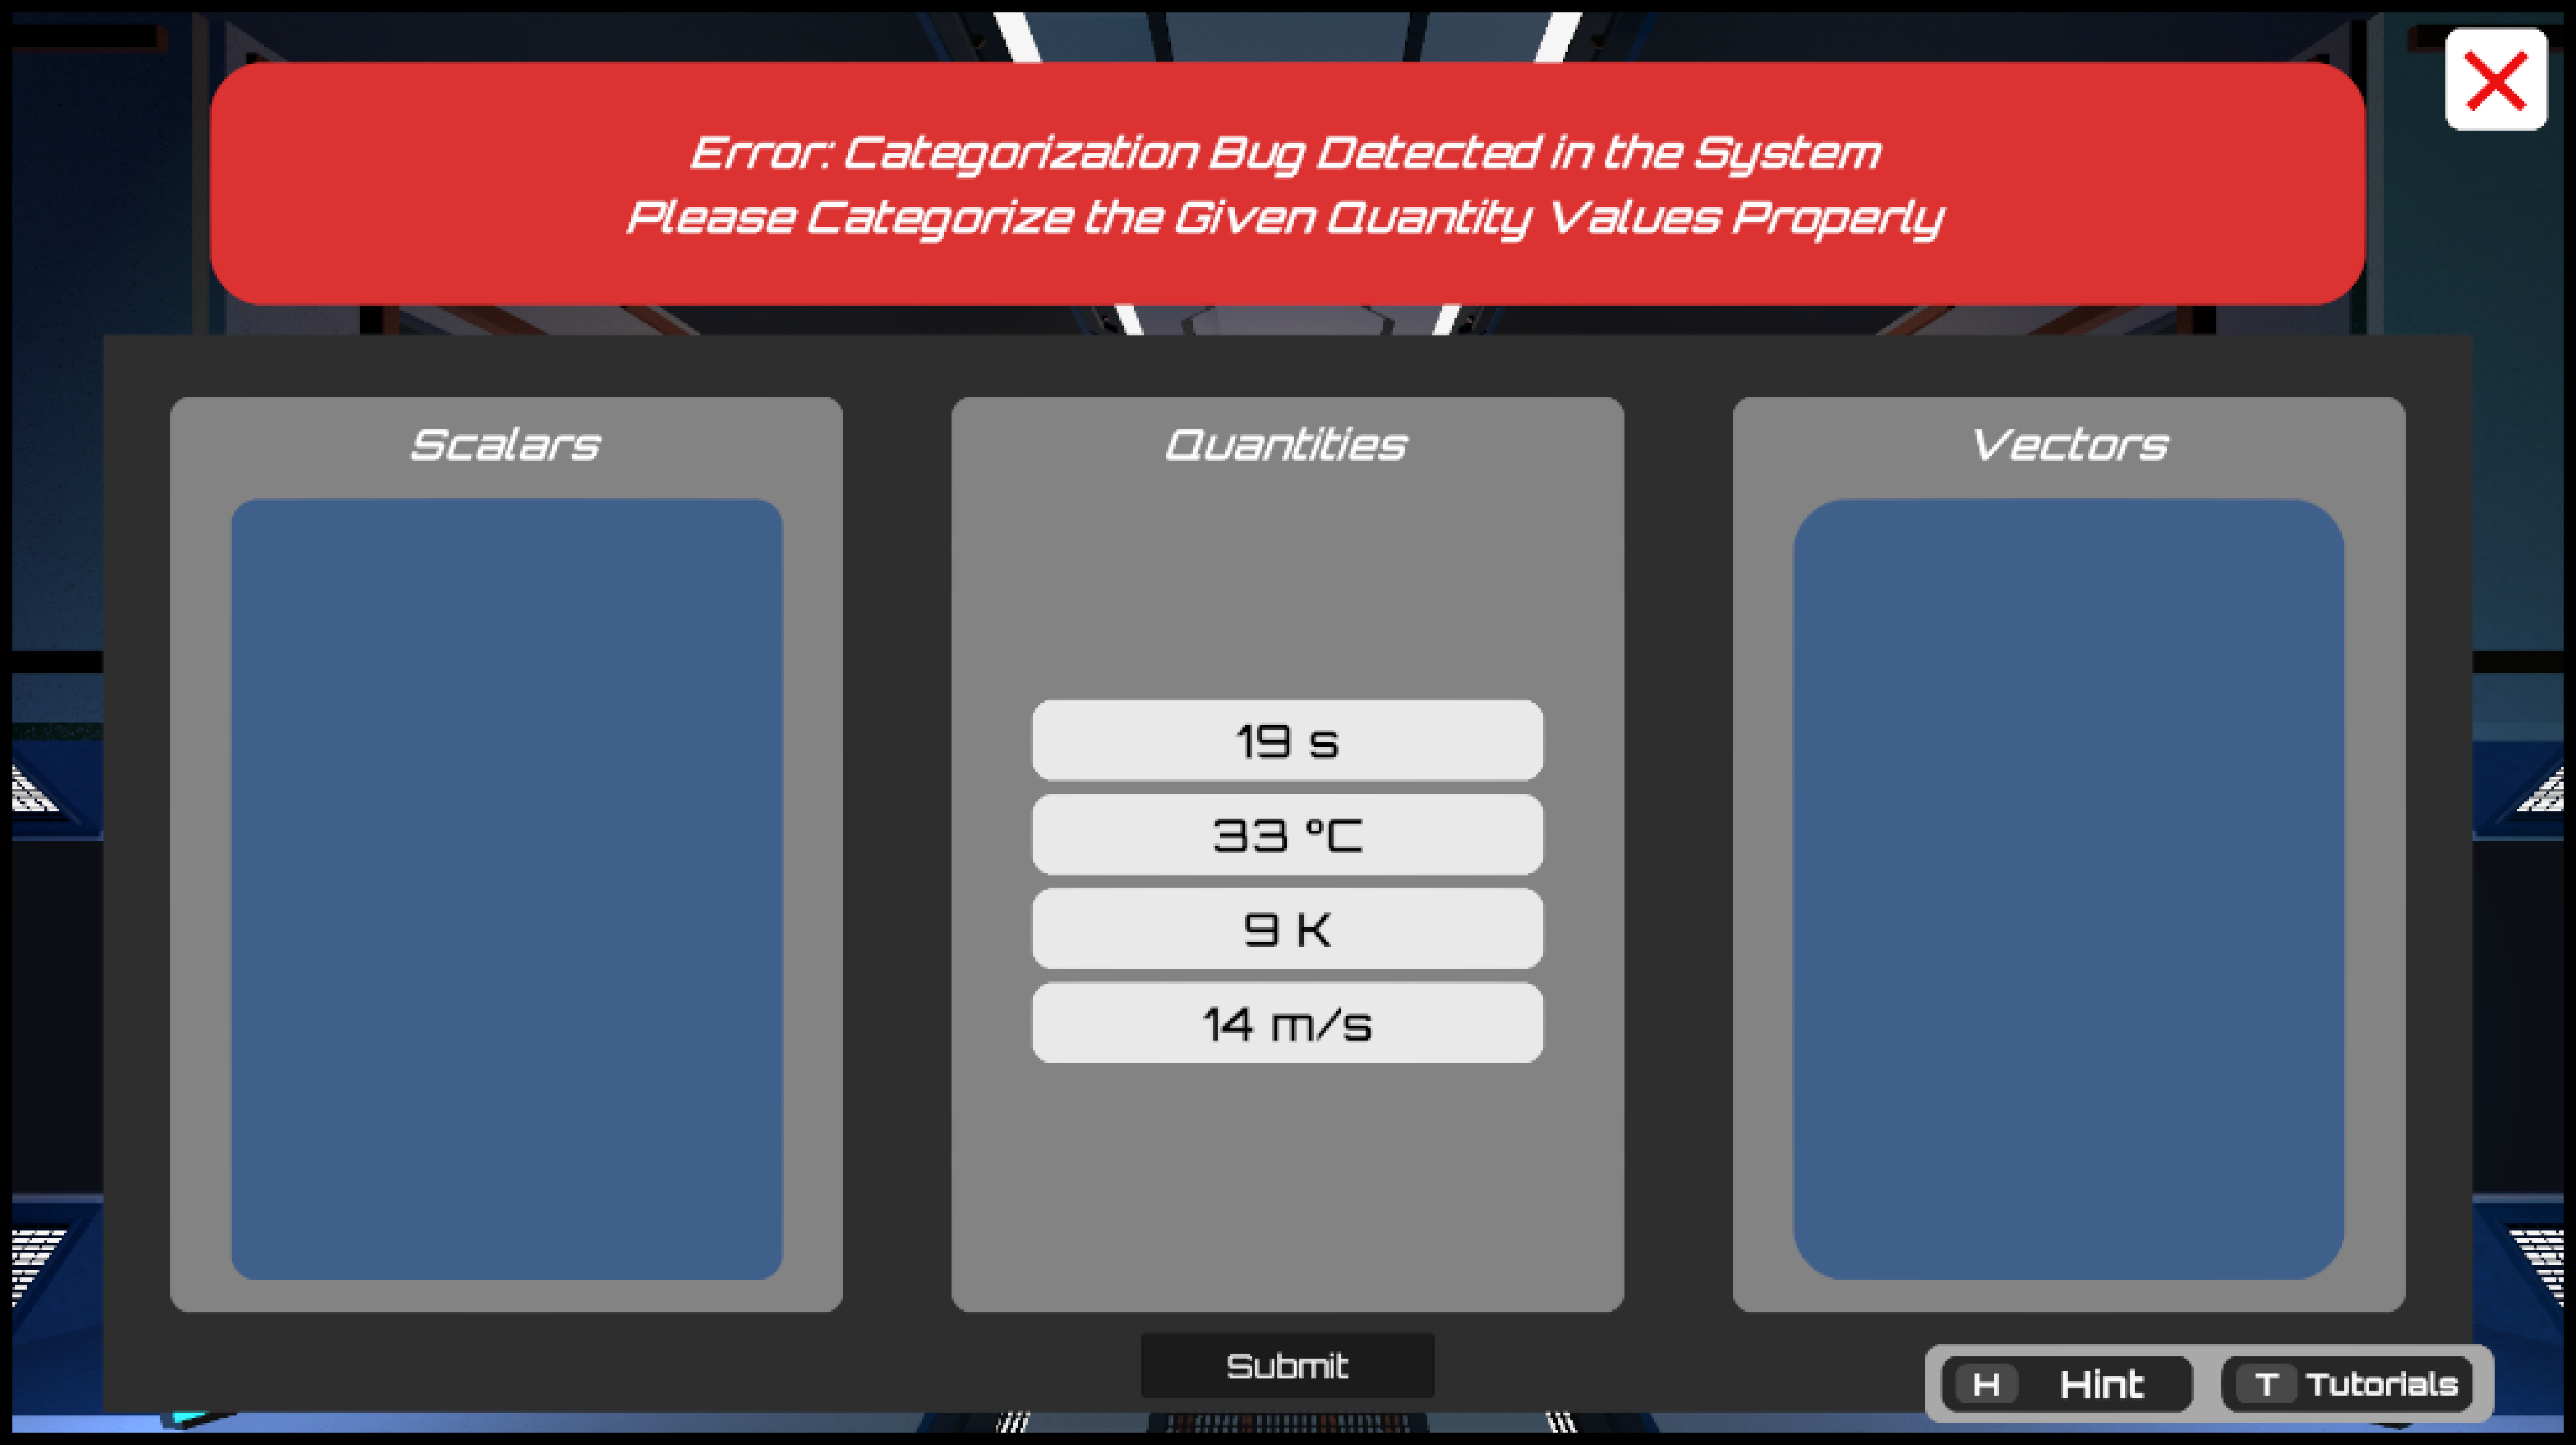 Error: Categorization Bug Detected in the System
Please Categorize the Given Quantity Values Properly
Scalars
Quantities
Vectors
19 s
33 °C
9 K
14 m/s
Submit
H Hint
T Tutorials